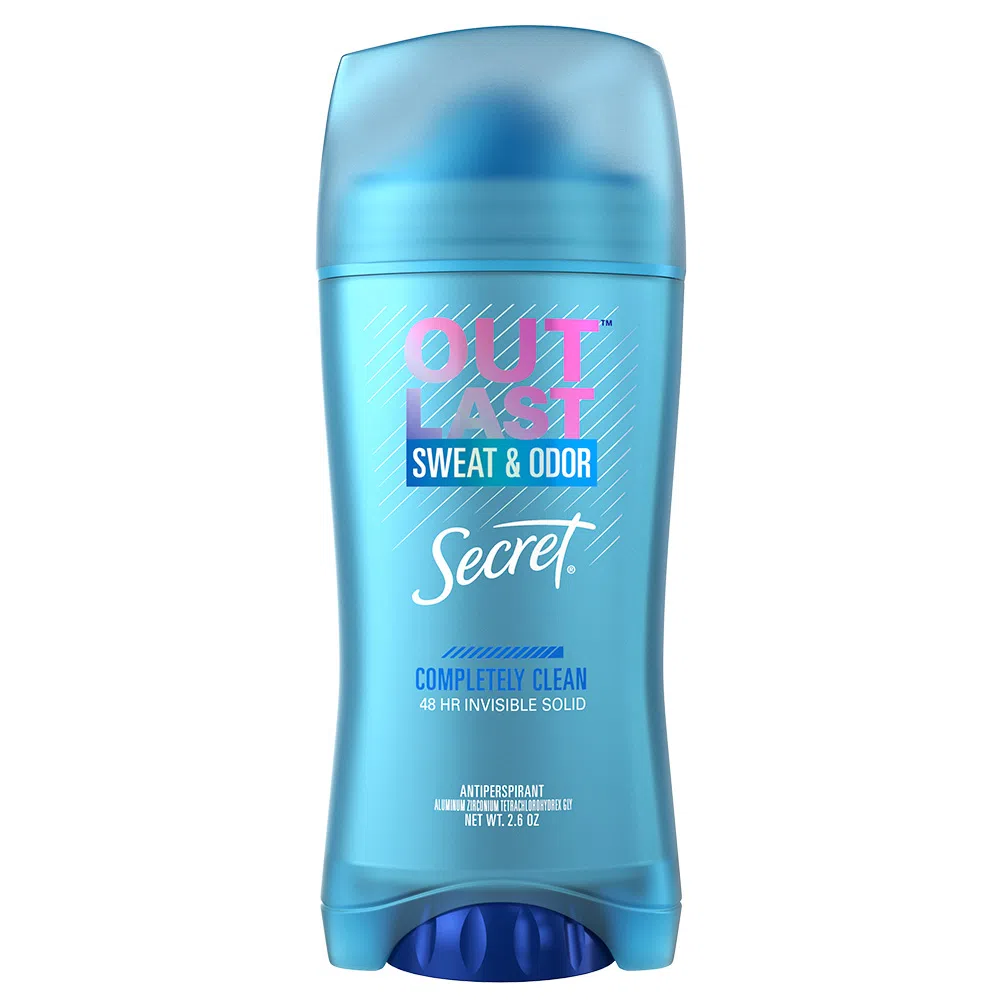 OUT™
LAST
SWEAT & ODOR
Secret®
COMPLETELY CLEAN
48 HR INVISIBLE SOLID
ANTIPERSPIRANT
ALUMINUM ZIRCONIUM TETRACHLOROHYDREX GLY
NET WT. 2.6 OZ